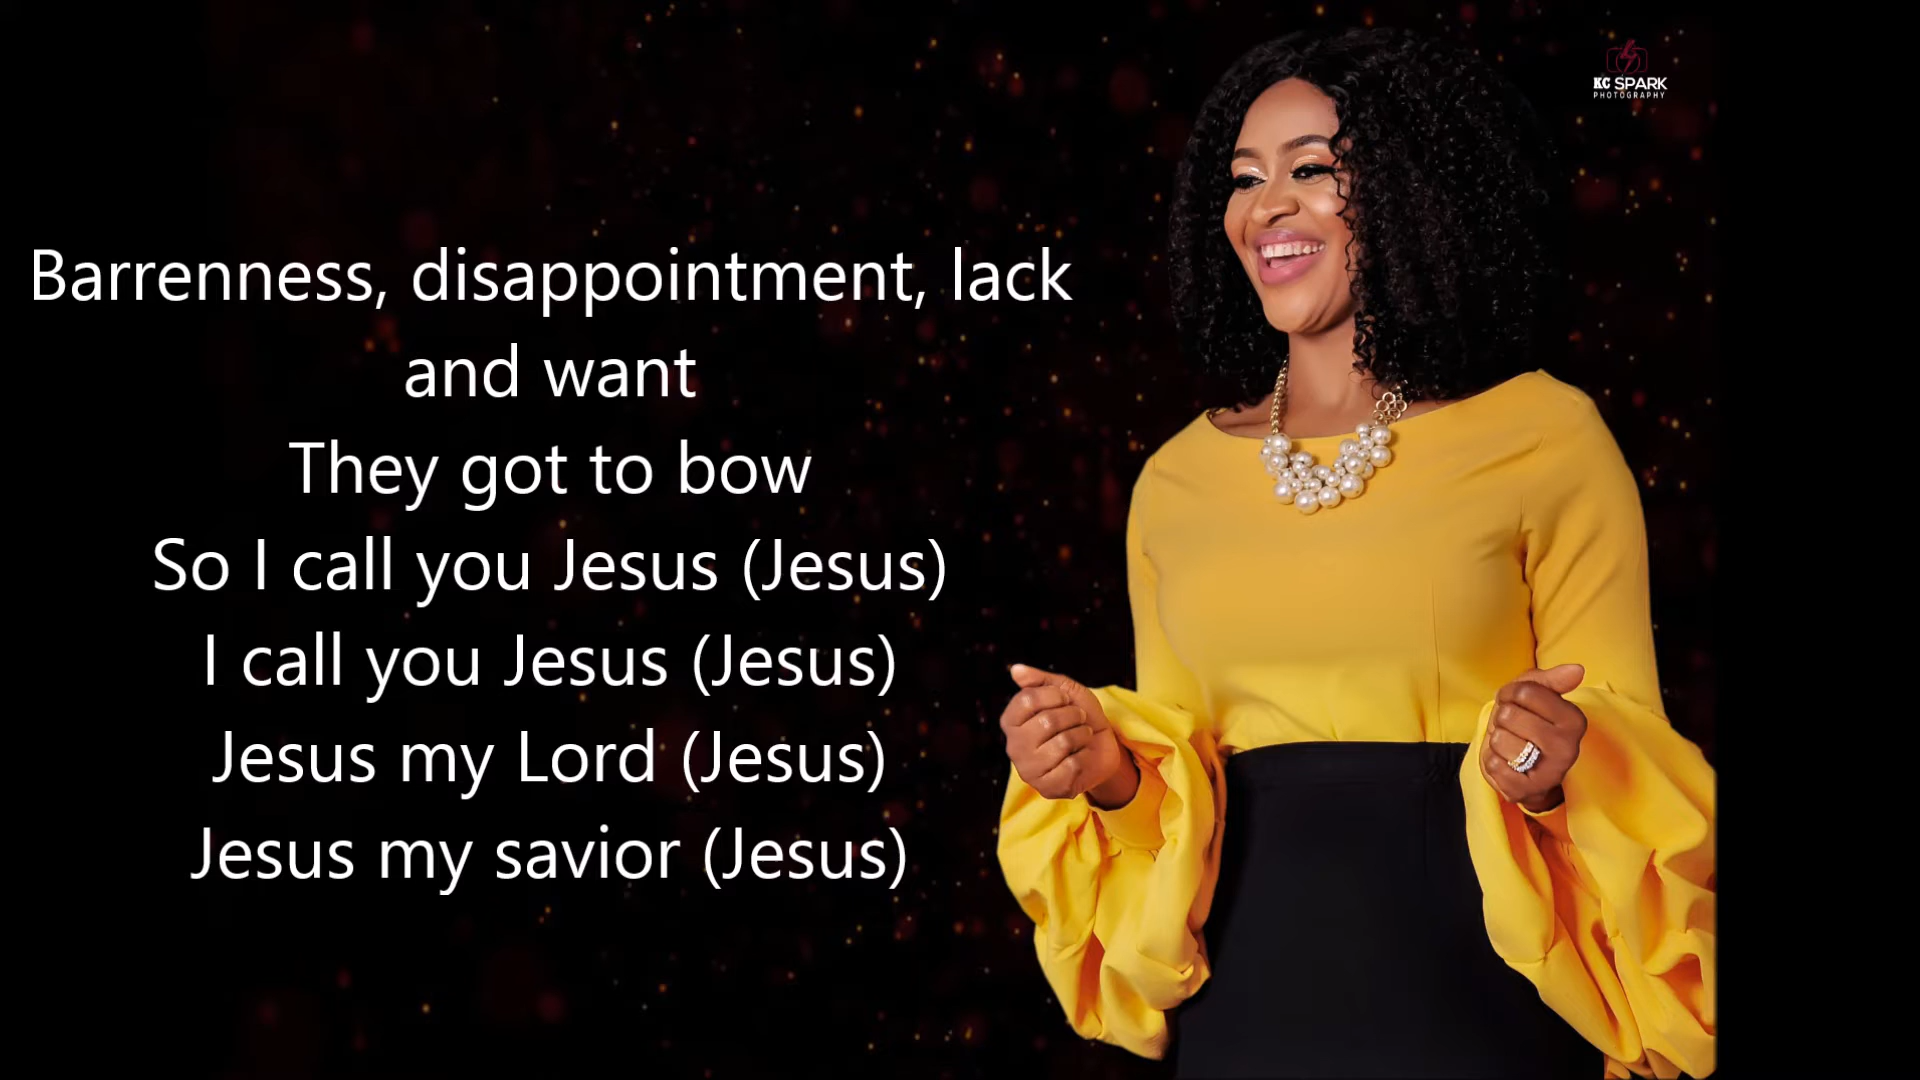 Barrenness, disappointment, lack
and want
They got to bow
So I call you Jesus (Jesus)
I call you Jesus (Jesus)
Jesus my Lord (Jesus)
Jesus my savior (Jesus)
KC SPARK
PHOTOGRAPHY